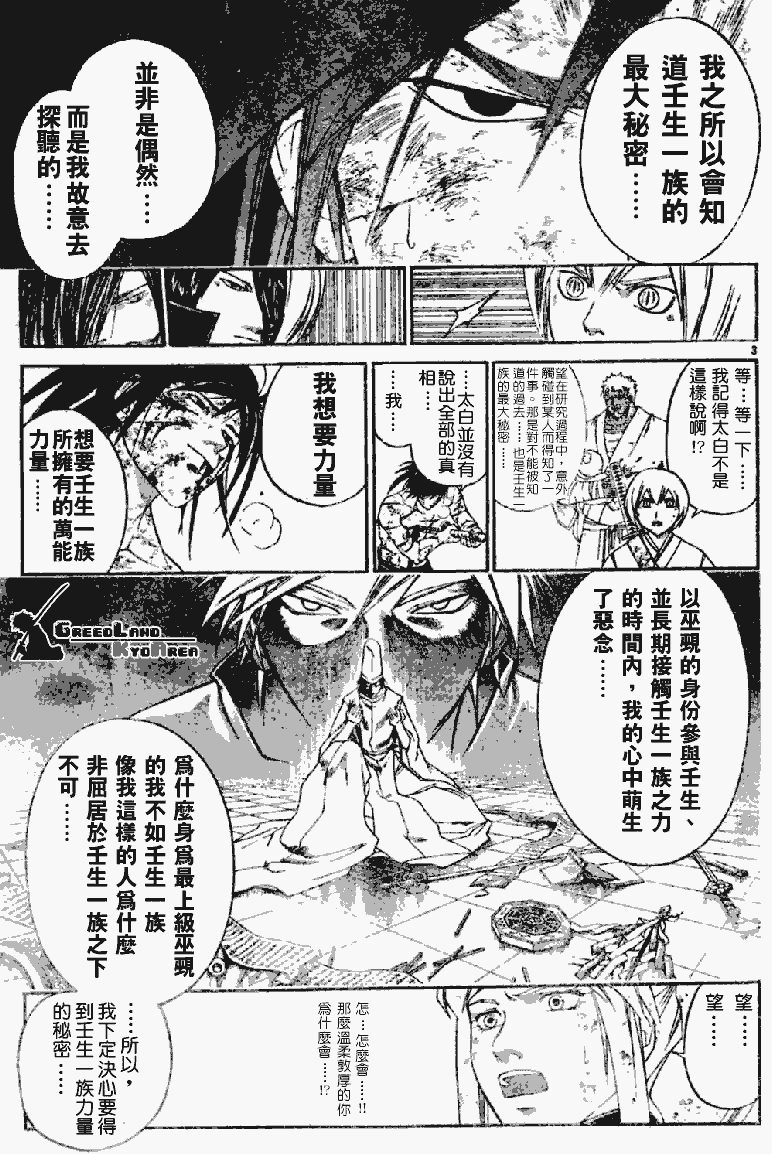 我之所以會知
道壬生一族的
最大秘密……
並非是偶然…
而是我故意去
探聽的……
3
等…等一下……
我記得太白不是
這樣說啊!?
望在研究過程中,意外
觸碰到某人而得知了一
件事。那是對不能被知
道的過去……也是壬生一
族的最大秘密……
…太白並沒有
說出全部的真
相…
…我…
我想要力量
想要壬生一族
所擁有的萬能
力量……
GreedLand
KyoArea
以巫覡的身份參與壬生、
並長期接觸壬生一族之力
的時間內,我的心中萌生
了惡念……
爲什麼身爲最上級巫覡
的我不如壬生一族
像我這樣的人爲什麼
非屈居於壬生一族之下
不可……
望……
望……
怎…怎麼會……!!
那麼溫柔敦厚的你
爲什麼會……!?
……所以,
我下定決心要得
到壬生一族力量
的秘密……